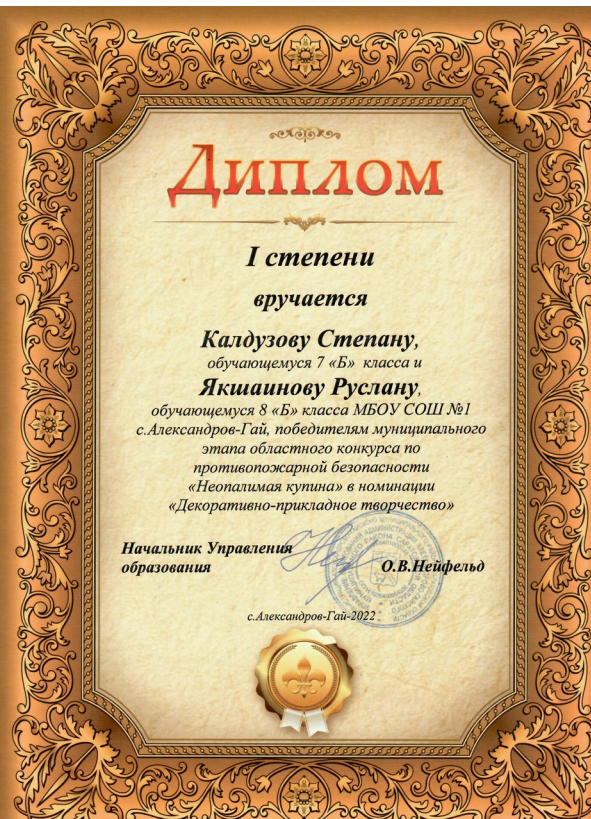 Диплом
I степени
вручается
Калдузову Степану,
обучающемуся 7 «Б» класса и
Якшаинову Руслану,
обучающемуся 8 «Б» класса МБОУ СОШ №1
с.Александров-Гай, победителям муниципального
этапа областного конкурса по
противопожарной безопасности
«Неопалимая купина» в номинации
«Декоративно-прикладное творчество»
Начальник Управления
образования О.В.Нейфельд
с.Александров-Гай-2022